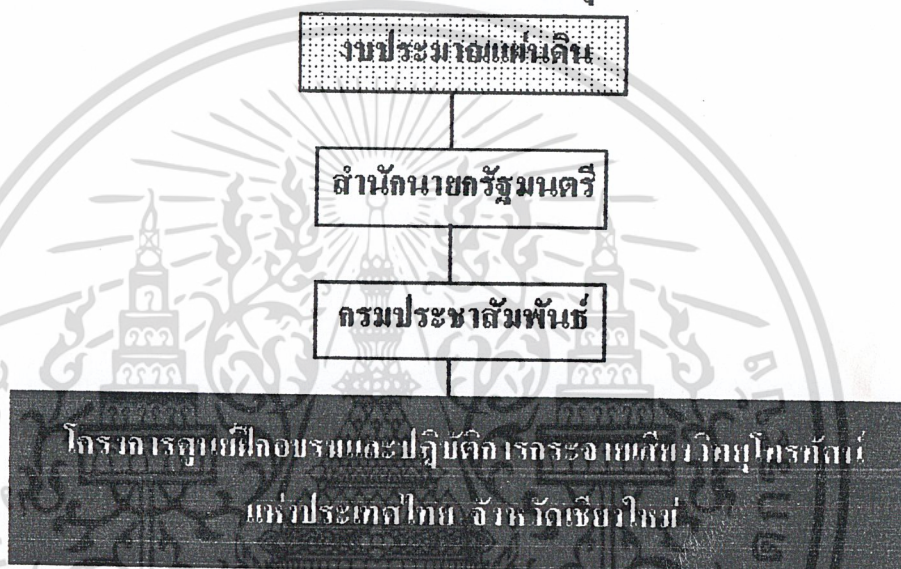 งบประมาณแผ่นดิน
สำนักนายกรัฐมนตรี
กรมประชาสัมพันธ์
โครงการศูนย์ฝึกอบรมและปฏิบัติการกระจายเสียงวิทยุโทรทัศน์
แห่งประเทศไทย จังหวัดเชียงใหม่